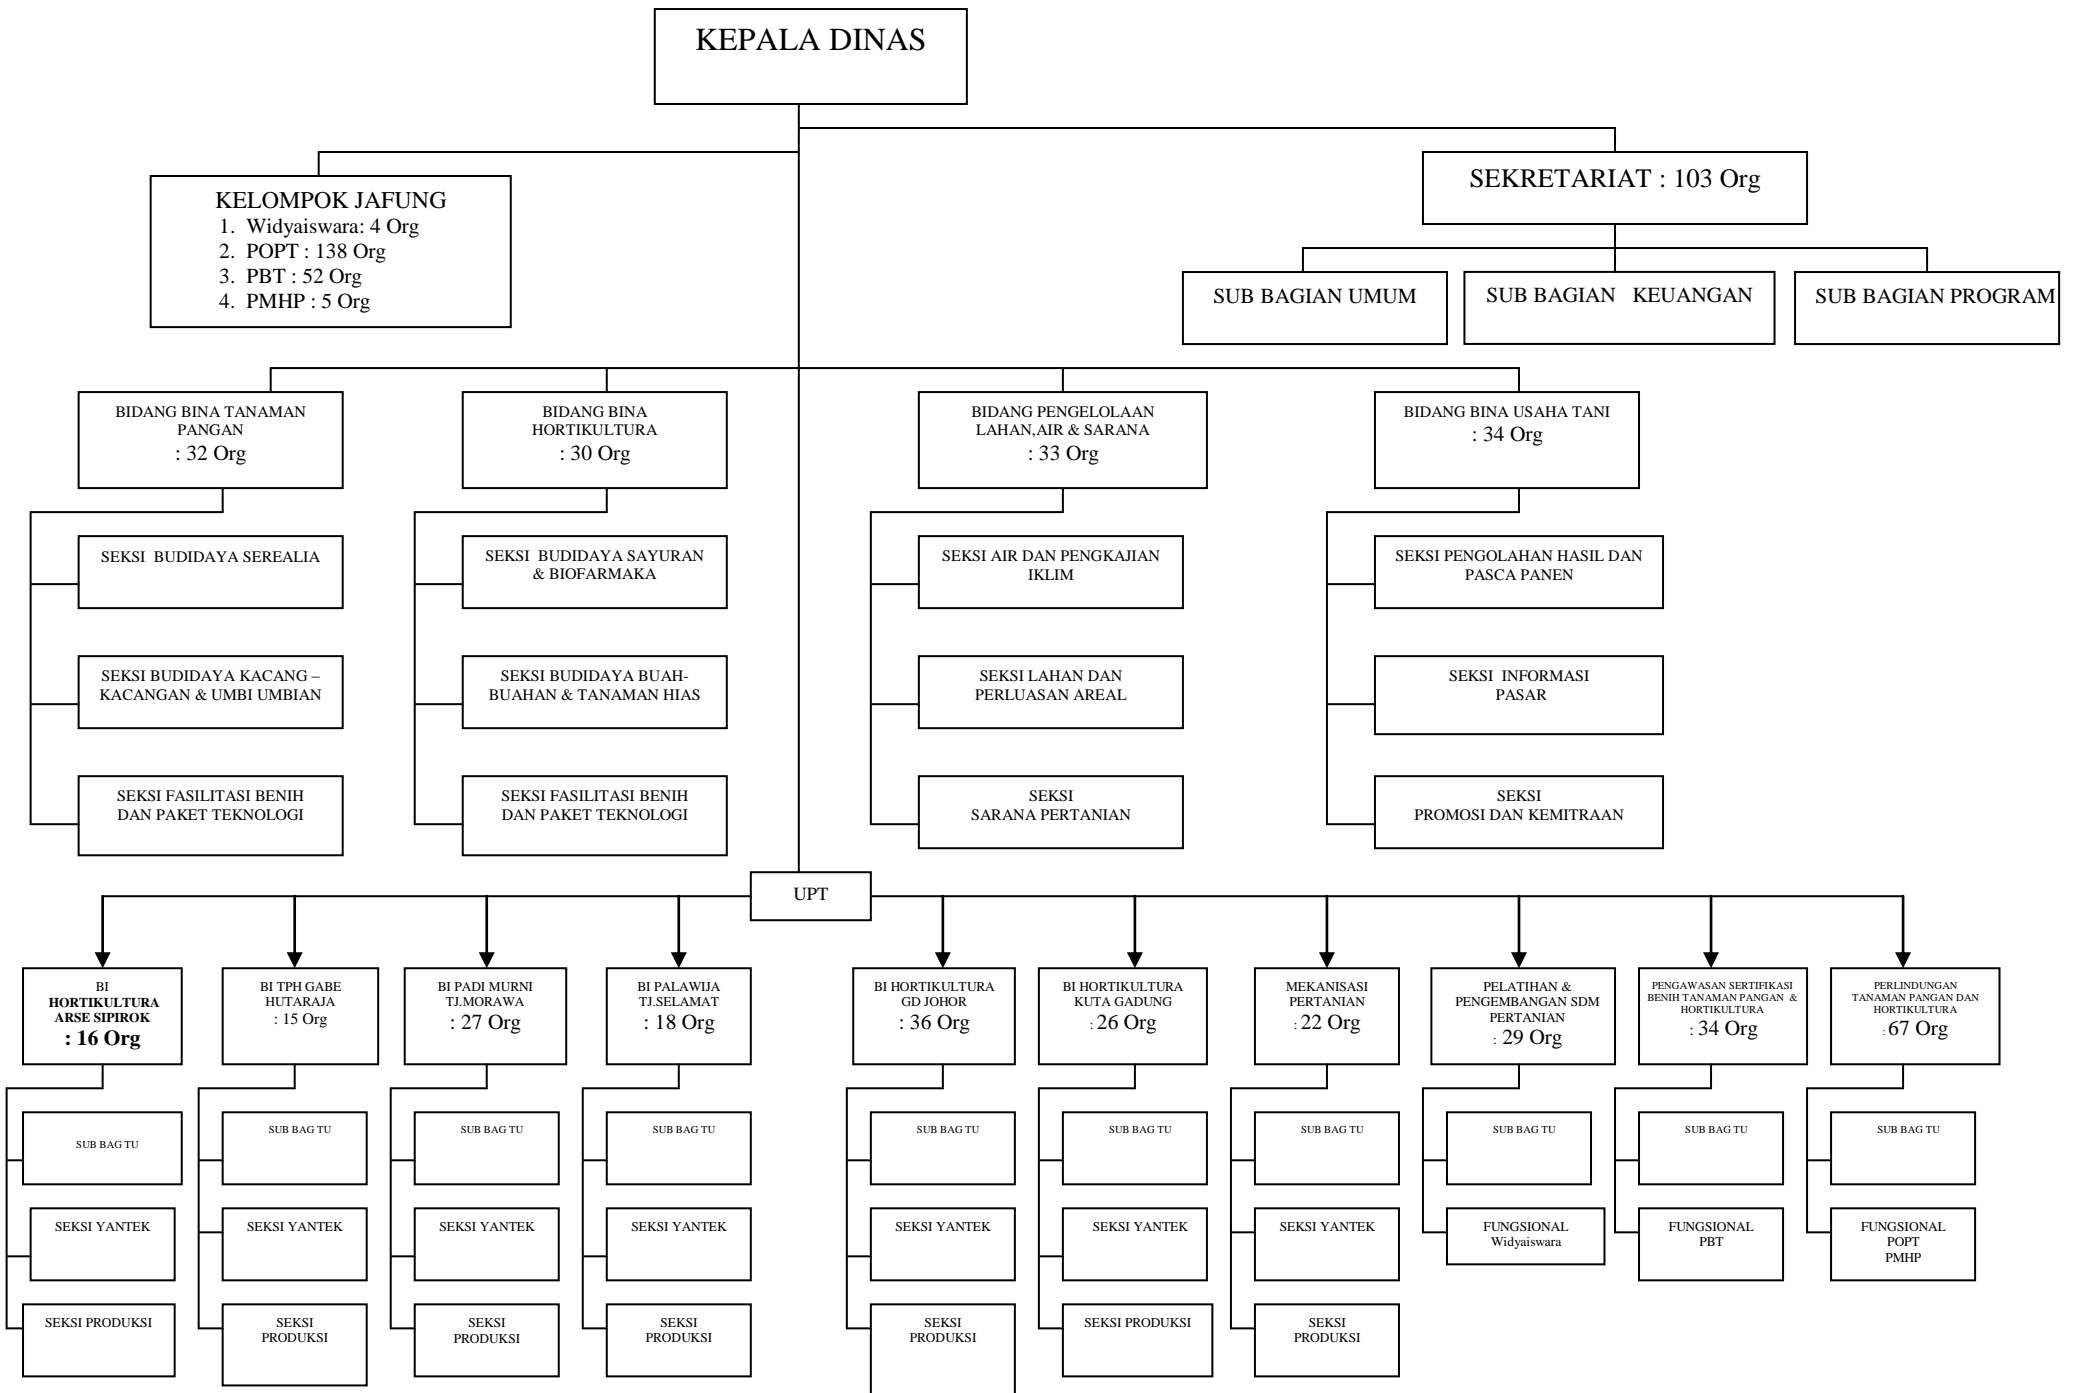 KEPALA DINAS
KELOMPOK JAFUNG
1. Widyaiswara: 4 Org
2. POPT : 138 Org
3. PBT : 52 Org
4. PMHP : 5 Org
SEKRETARIAT : 103 Org
SUB BAGIAN UMUM
SUB BAGIAN KEUANGAN
SUB BAGIAN PROGRAM
BIDANG BINA TANAMAN
PANGAN
: 32 Org
BIDANG BINA
HORTIKULTURA
: 30 Org
BIDANG PENGELOLAAN
LAHAN,AIR & SARANA
: 33 Org
BIDANG BINA USAHA TANI
: 34 Org
SEKSI BUDIDAYA SEREALIA
SEKSI BUDIDAYA SAYURAN
& BIOFARMAKA
SEKSI AIR DAN PENGKAJIAN
IKLIM
SEKSI PENGOLAHAN HASIL DAN
PASCA PANEN
SEKSI BUDIDAYA KACANG –
KACANGAN & UMBI UMBIAN
SEKSI BUDIDAYA BUAH-
BUAHAN & TANAMAN HIAS
SEKSI LAHAN DAN
PERLUASAN AREAL
SEKSI INFORMASI
PASAR
SEKSI FASILITASI BENIH
DAN PAKET TEKNOLOGI
SEKSI FASILITASI BENIH
DAN PAKET TEKNOLOGI
SEKSI
SARANA PERTANIAN
SEKSI
PROMOSI DAN KEMITRAAN
UPT
BI
HORTIKULTURA
ARSE SIPIROK
: 16 Org
BI TPH GABE
HUTARAJA
: 15 Org
BI PADI MURNI
TJ.MORAWA
: 27 Org
BI PALAWIJA
TJ.SELAMAT
: 18 Org
BI HORTIKULTURA
GD JOHOR
: 36 Org
BI HORTIKULTURA
KUTA GADUNG
: 26 Org
MEKANISASI
PERTANIAN
: 22 Org
PELATIHAN &
PENGEMBANGAN SDM
PERTANIAN
: 29 Org
PENGAWASAN SERTIFIKASI
BENIH TANAMAN PANGAN &
HORTIKULTURA
: 34 Org
PERLINDUNGAN
TANAMAN PANGAN DAN
HORTIKULTURA
: 67 Org
SUB BAG TU
SUB BAG TU
SUB BAG TU
SUB BAG TU
SUB BAG TU
SUB BAG TU
SUB BAG TU
SUB BAG TU
SUB BAG TU
SUB BAG TU
SEKSI YANTEK
SEKSI YANTEK
SEKSI YANTEK
SEKSI YANTEK
SEKSI YANTEK
SEKSI YANTEK
SEKSI YANTEK
FUNGSIONAL
Widyaiswara
FUNGSIONAL
PBT
FUNGSIONAL
POPT
PMHP
SEKSI PRODUKSI
SEKSI
PRODUKSI
SEKSI
PRODUKSI
SEKSI
PRODUKSI
SEKSI
PRODUKSI
SEKSI PRODUKSI
SEKSI
PRODUKSI